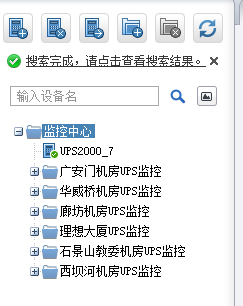 搜索完成，请点击查看搜索结果。
输入设备名
监控中心
UPS2000_7
广安门机房UPS监控
华威桥机房UPS监控
廊坊机房UPS监控
理想大厦UPS监控
石景山教委机房UPS监控
西坝河机房UPS监控